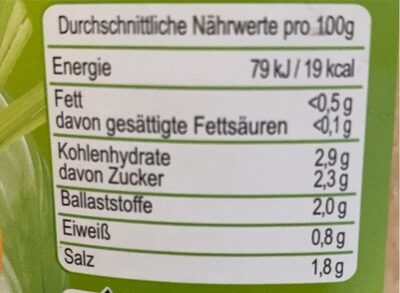 Durchschnittliche Nährwerte pro 100g
Energie 79 kJ / 19 kcal
Fett <0,5 g
davon gesättigte Fettsäuren <0,1 g
Kohlenhydrate 2,9 g
davon Zucker 2,3 g
Ballaststoffe 2,0 g
Eiweiß 0,8 g
Salz 1,8 g